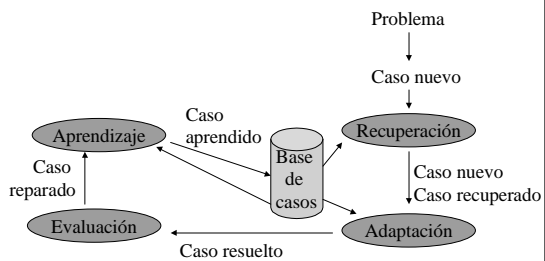 Problema
Caso nuevo
Recuperación
Caso nuevo
Caso recuperado
Adaptación
Caso resuelto
Evaluación
Caso
reparado
Aprendizaje
Caso
aprendido
Base
de
casos